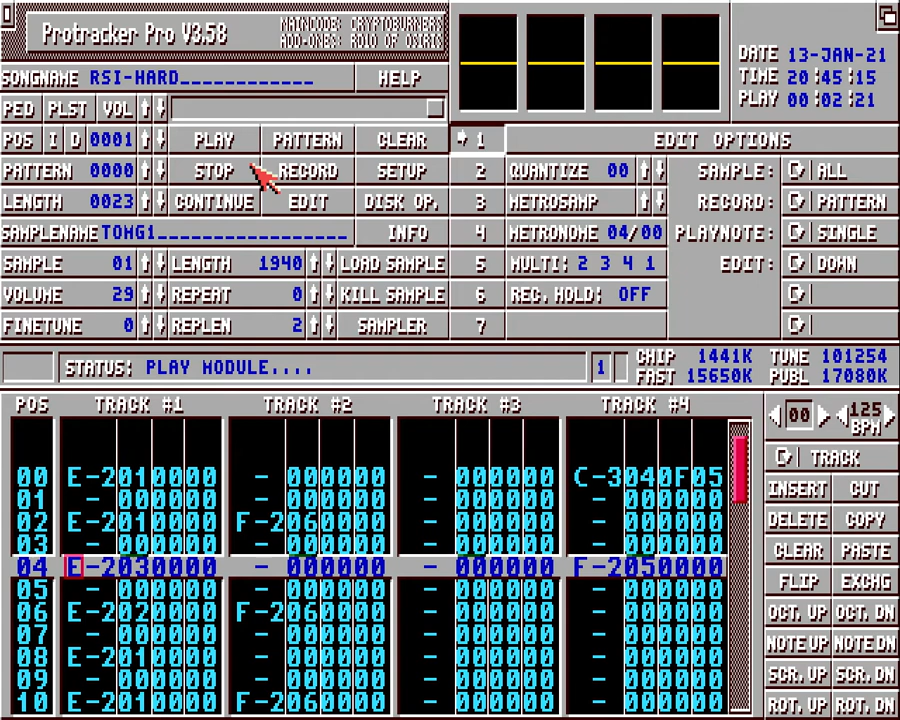 Protracker Pro V3.58
MAINCODE: CRYPTOBURNERS
ADD-ONES: ROIO OF OSIRIS
DATE 13-JAN-21
TIME 20:45:15
PLAY 00:02:21
SONGNAME RSI-HARD____________ HELP
PED PLST VOL
POS I D 0001 PLAY PATTERN CLEAR 1 EDIT OPTIONS
PATTERN 0000 STOP RECORD SETUP 2 QUANTIZE 00 SAMPLE: ALL
LENGTH 0023 CONTINUE EDIT DISK OP. 3 METROSAMP RECORD: PATTERN
SAMPLENAME TOMG1_________________ INFO 4 METRONOME 04/00 PLAYNOTE: SINGLE
SAMPLE 01 LENGTH 1940 LOAD SAMPLE 5 MULTI: 2 3 4 1 EDIT: DOWN
VOLUME 29 REPEAT 0 KILL SAMPLE 6 REC. HOLD: OFF
FINETUNE 0 REPLEN 2 SAMPLER 7
STATUS: PLAY MODULE.... 1 CHIP 1441K TUNE 101254
FAST 15650K PUBL 17080K
POS TRACK #1 TRACK #2 TRACK #3 TRACK #4 00 125 BPM
00 E-2010000 - 000000 - 000000 C-3040F05
01 - 000000 - 000000 - 000000 - 000000
02 E-2010000 F-2060000 - 000000 - 000000
03 - 000000 - 000000 - 000000 - 000000
04 E-2030000 - 000000 - 000000 F-2050000
05 - 000000 - 000000 - 000000 - 000000
06 E-2020000 F-2060000 - 000000 - 000000
07 - 000000 - 000000 - 000000 - 000000
08 E-2010000 - 000000 - 000000 - 000000
09 - 000000 - 000000 - 000000 - 000000
10 E-2010000 F-2060000 - 000000 - 000000
TRACK
INSERT CUT
DELETE COPY
CLEAR PASTE
FLIP EXCHG
OCT. UP OCT. DN
NOTE UP NOTE DN
SCR. UP SCR. DN
ROT. UP ROT. DN